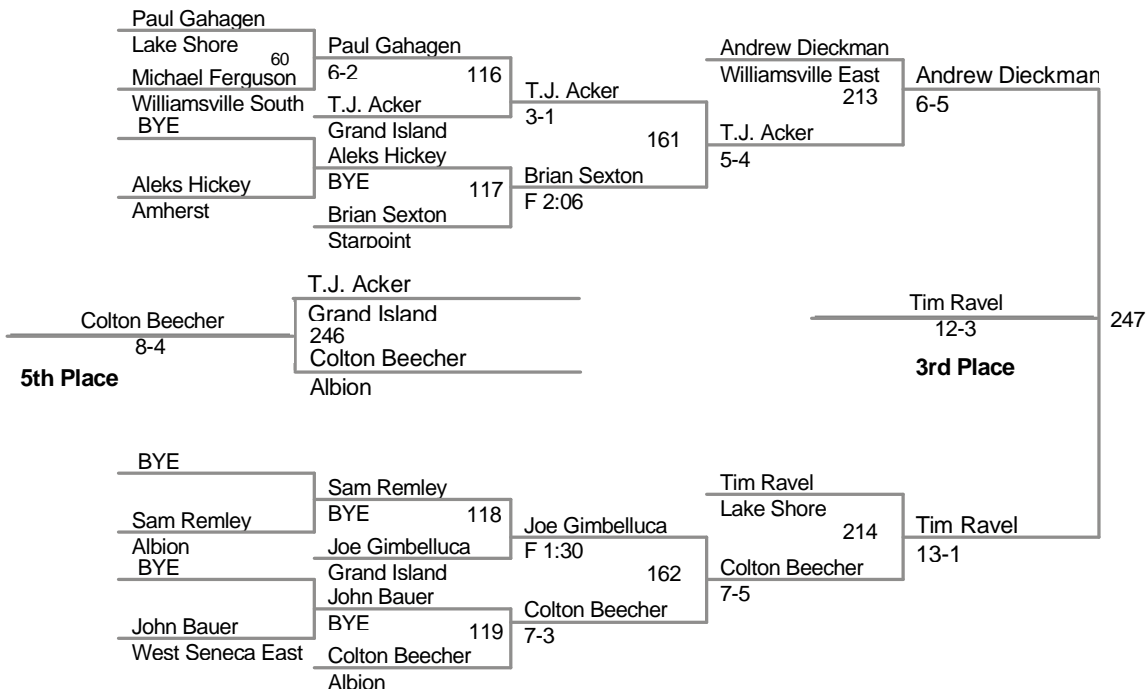 Paul Gahagen
Lake Shore
60
Michael Ferguson
Williamsville South
BYE
Aleks Hickey
Amherst
Paul Gahagen
6-2
116
T.J. Acker
Grand Island
Aleks Hickey
BYE
117
Brian Sexton
Starpoint
T.J. Acker
3-1
161
Brian Sexton
F 2:06
Andrew Dieckman
Williamsville East
213
T.J. Acker
5-4
Andrew Dieckman
6-5
Colton Beecher
8-4
5th Place
T.J. Acker
Grand Island
246
Colton Beecher
Albion
Tim Ravel
12-3
3rd Place
247
BYE
Sam Remley
Albion
BYE
John Bauer
West Seneca East
Sam Remley
BYE
118
Joe Gimbelluca
Grand Island
John Bauer
BYE
119
Colton Beecher
Albion
Joe Gimbelluca
F 1:30
162
Colton Beecher
7-3
Tim Ravel
Lake Shore
214
Colton Beecher
7-5
Tim Ravel
13-1